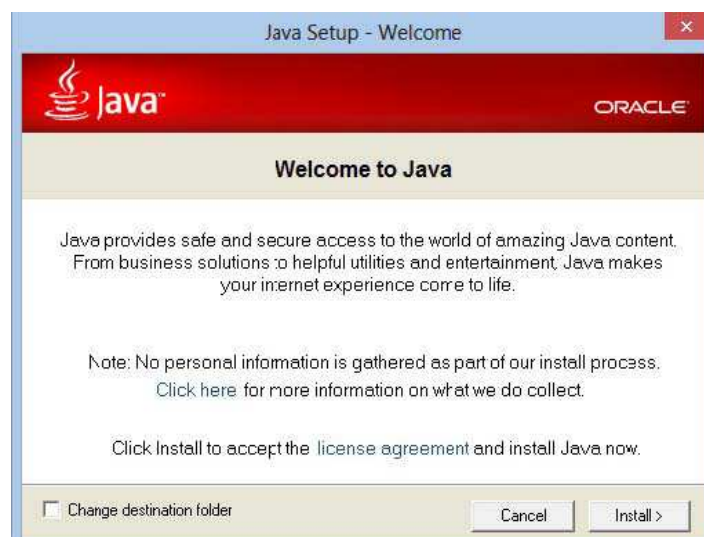 Java Setup - Welcome
Java™
ORACLE®
Welcome to Java
Java provides safe and secure access to the world of amazing Java content.
From business solutions to helpful utilities and entertainment, Java makes
your internet experience come to life.
Note: No personal information is gathered as part of our install process.
Click here for more information on what we do collect.
Click Install to accept the license agreement and install Java now.
Change destination folder
Cancel
Install >